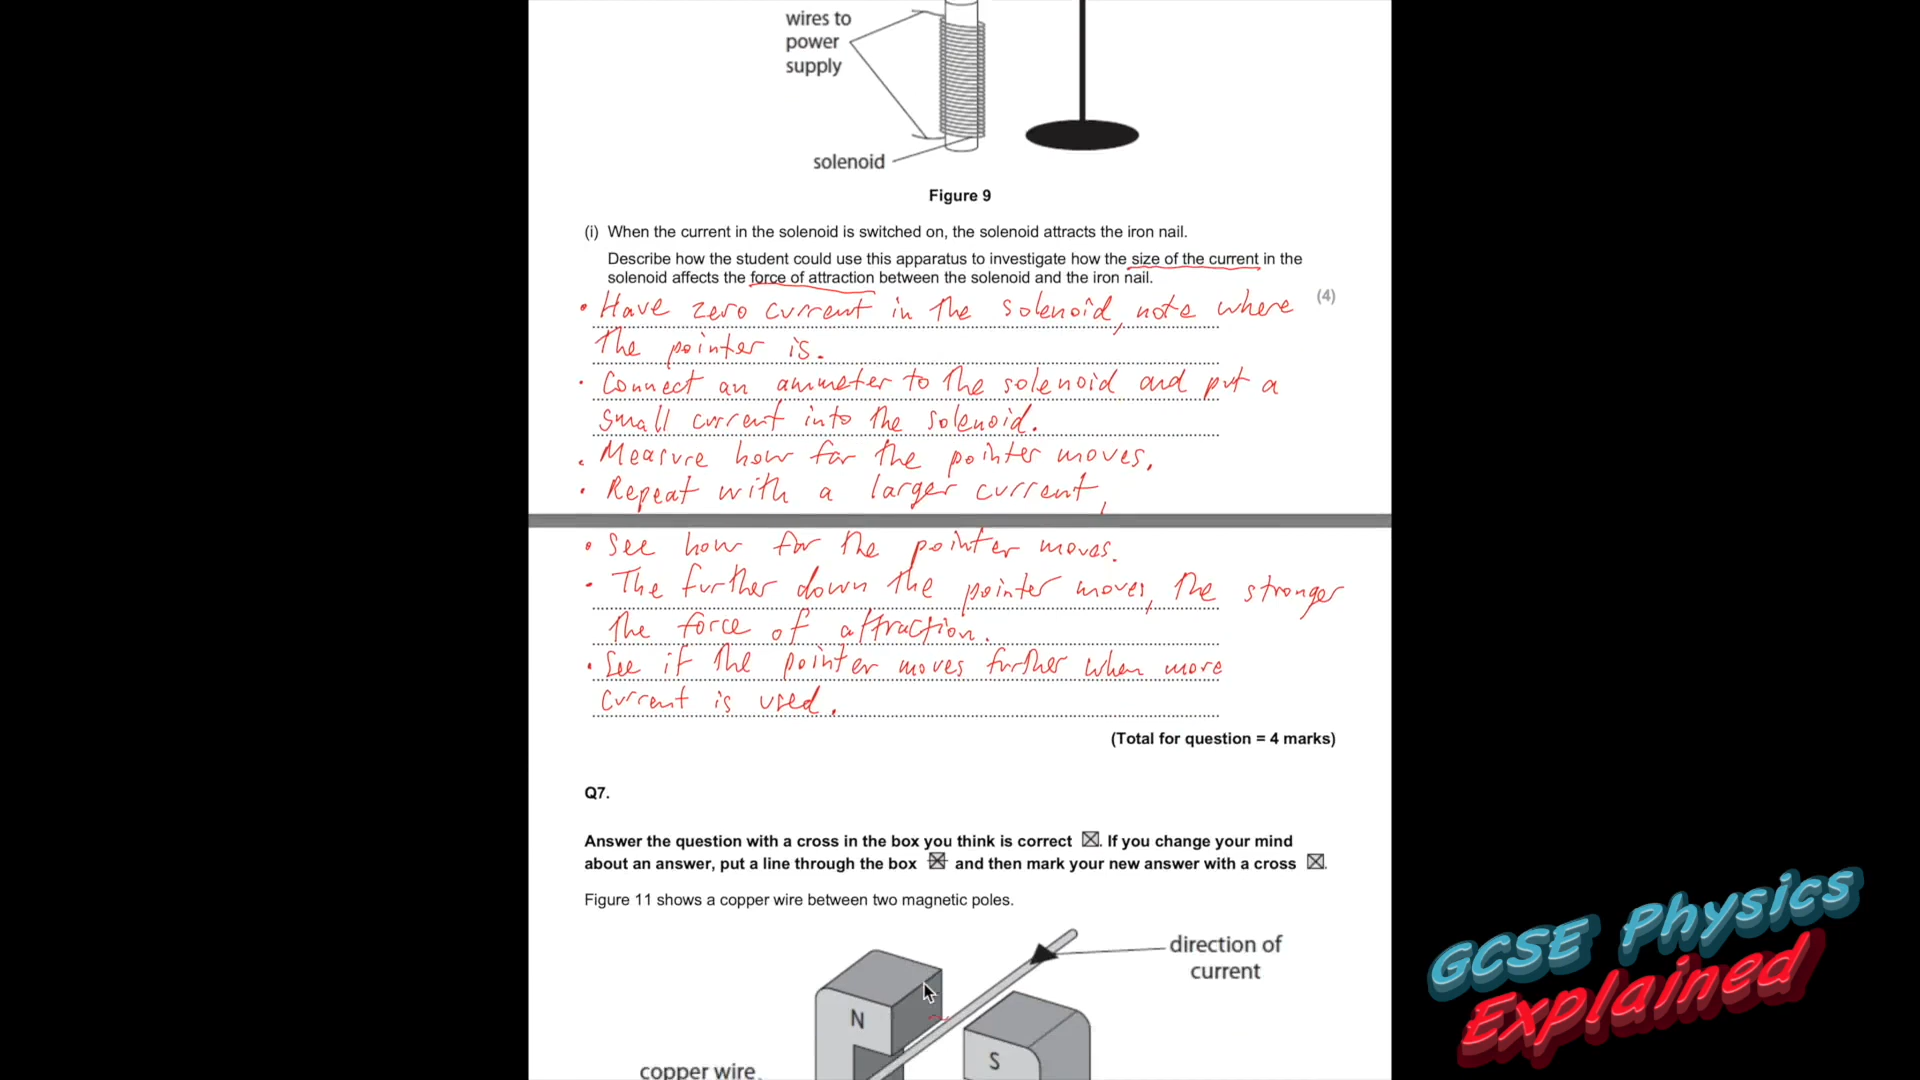 wires to
power
supply
solenoid
Figure 9
(i) When the current in the solenoid is switched on, the solenoid attracts the iron nail.
Describe how the student could use this apparatus to investigate how the size of the current in the
solenoid affects the force of attraction between the solenoid and the iron nail.
(4)
• Have zero current in the solenoid, note where
the pointer is.
• Connect an ammeter to the solenoid and put a
small current into the solenoid.
• Measure how far the pointer moves.
• Repeat with a larger current,
• See how far the pointer moves.
• The further down the pointer moves, the stronger
the force of attraction.
• See if the pointer moves further when more
current is used.
(Total for question = 4 marks)
Q7.
Answer the question with a cross in the box you think is correct ☒. If you change your mind
about an answer, put a line through the box ☒ and then mark your new answer with a cross ☒.
Figure 11 shows a copper wire between two magnetic poles.
direction of
current
N
S
copper wire
GCSE Physics
Explained